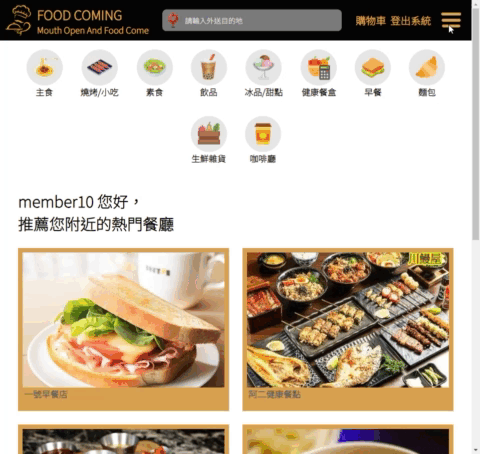 FOOD COMING
Mouth Open And Food Come
請輸入外送目的地
購物車 登出系統
主食 燒烤/小吃 素食 飲品 冰品/甜點 健康餐盒 早餐 麵包
生鮮雜貨 咖啡廳
member10 您好，
推薦您附近的熱門餐廳
川鰻屋
一號早餐店 阿二健康餐點